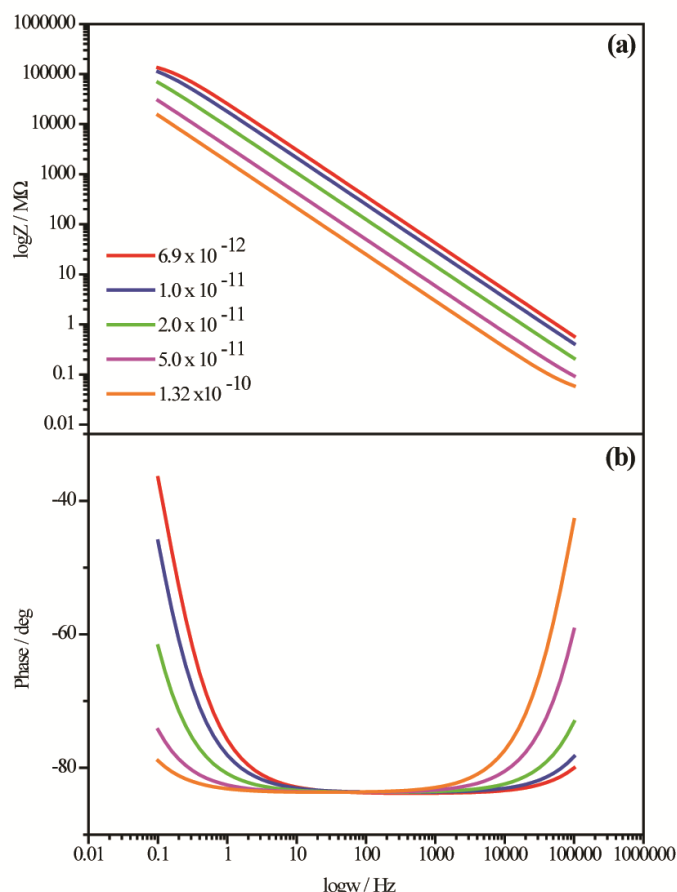 (a)
1000000
100000
10000
1000
100
10
1
0.1
0.01
logZ / MΩ
6.9 x 10 -12
1.0 x 10 -11
2.0 x 10 -11
5.0 x 10 -11
1.32 x10 -10
(b)
-40
-60
-80
Phase / deg
0.01 0.1 1 10 100 1000 10000 100000 1000000
logw / Hz